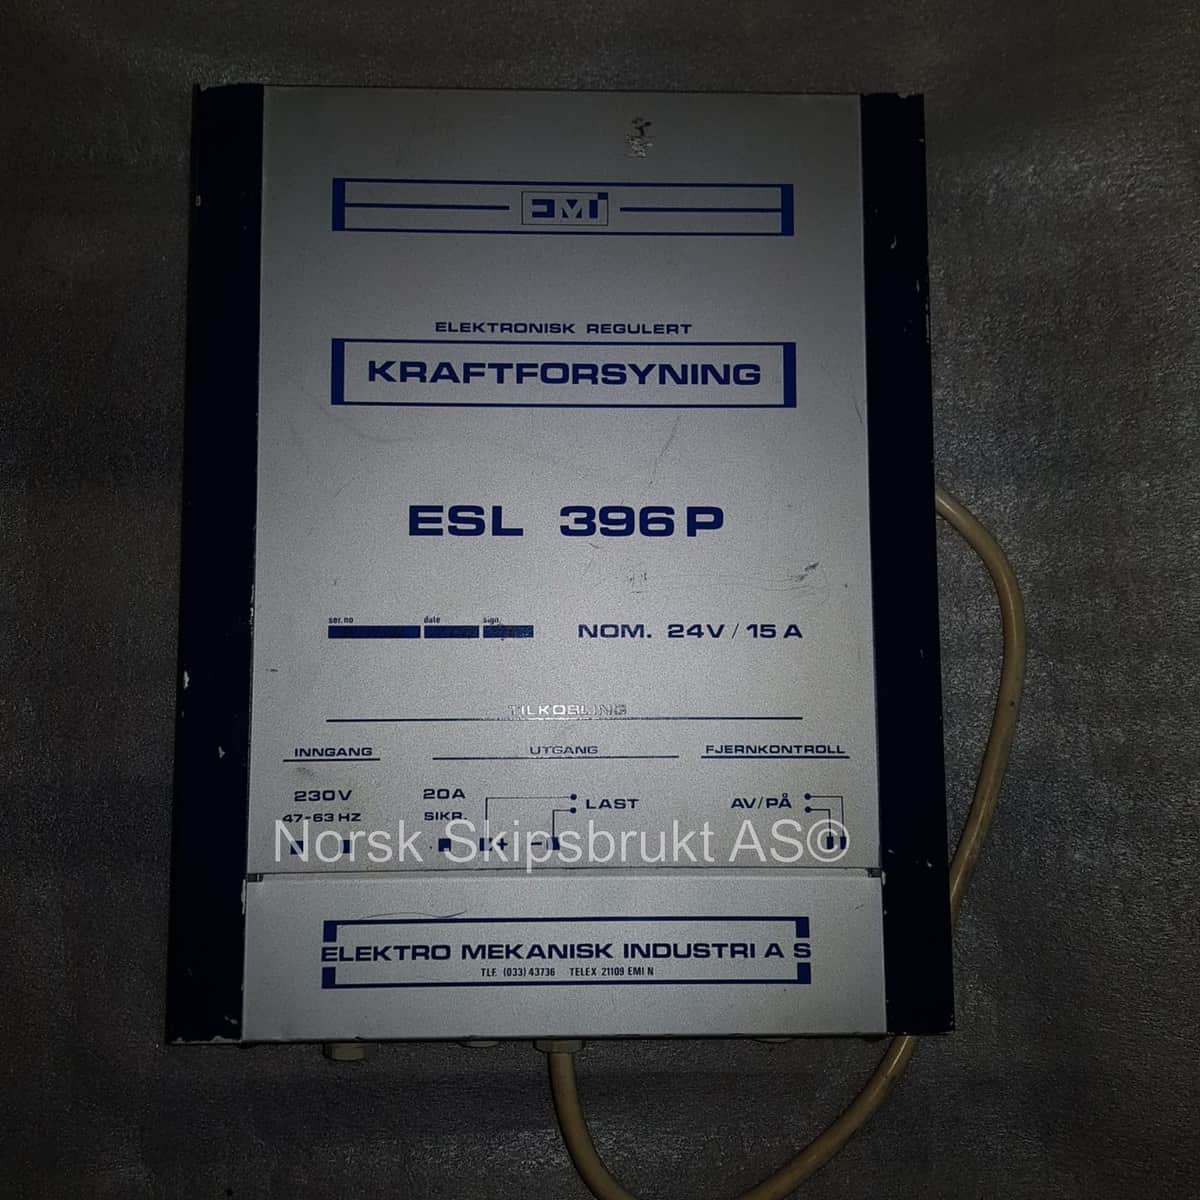 EMI
ELEKTRONISK REGULERT
KRAFTFORSYNING
ESL 396P
ser. no date sign.
NOM. 24V / 15 A
TILKOBLING
INNGANG UTGANG FJERNKONTROLL
230V 20A LAST AV/PÅ
47-63 HZ SIKR.
+ -
Norsk Skipsbrukt AS©
ELEKTRO MEKANISK INDUSTRI A S
TLF. (033) 43736 TELEX 21109 EMI N